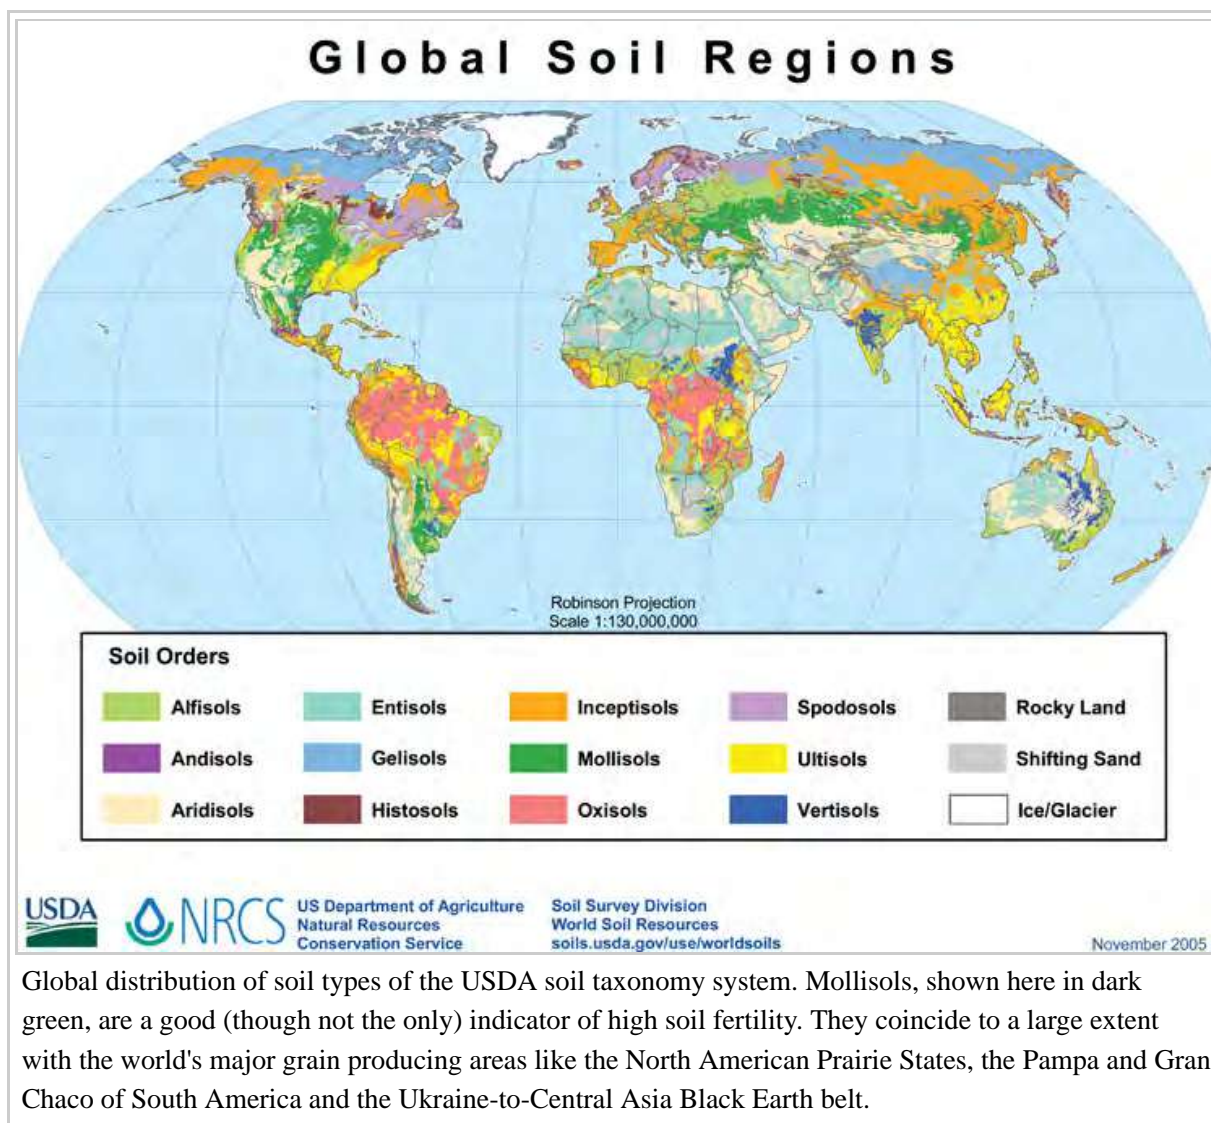 Global Soil Regions
Robinson Projection
Scale 1:130,000,000
Soil Orders
Alfisols Entisols Inceptisols Spodosols Rocky Land
Andisols Gelisols Mollisols Ultisols Shifting Sand
Aridisols Histosols Oxisols Vertisols Ice/Glacier
USDA
NRCS
US Department of Agriculture
Natural Resources
Conservation Service
Soil Survey Division
World Soil Resources
soils.usda.gov/use/worldsoils
November 2005
Global distribution of soil types of the USDA soil taxonomy system. Mollisols, shown here in dark
green, are a good (though not the only) indicator of high soil fertility. They coincide to a large extent
with the world's major grain producing areas like the North American Prairie States, the Pampa and Gran
Chaco of South America and the Ukraine-to-Central Asia Black Earth belt.